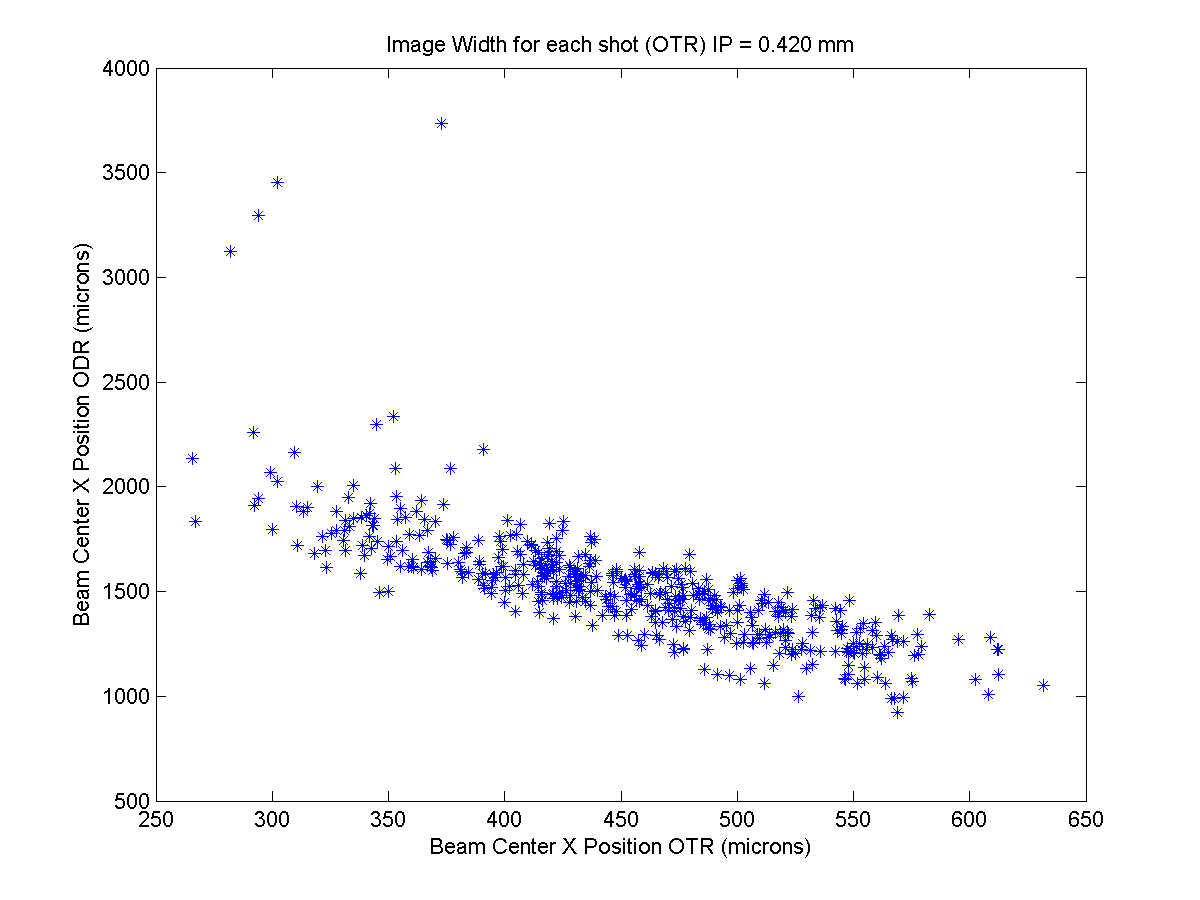 Image Width for each shot (OTR) IP = 0.420 mm
4000
3500
3000
2500
2000
1500
1000
500
Beam Center X Position ODR (microns)
250 300 350 400 450 500 550 600 650
Beam Center X Position OTR (microns)